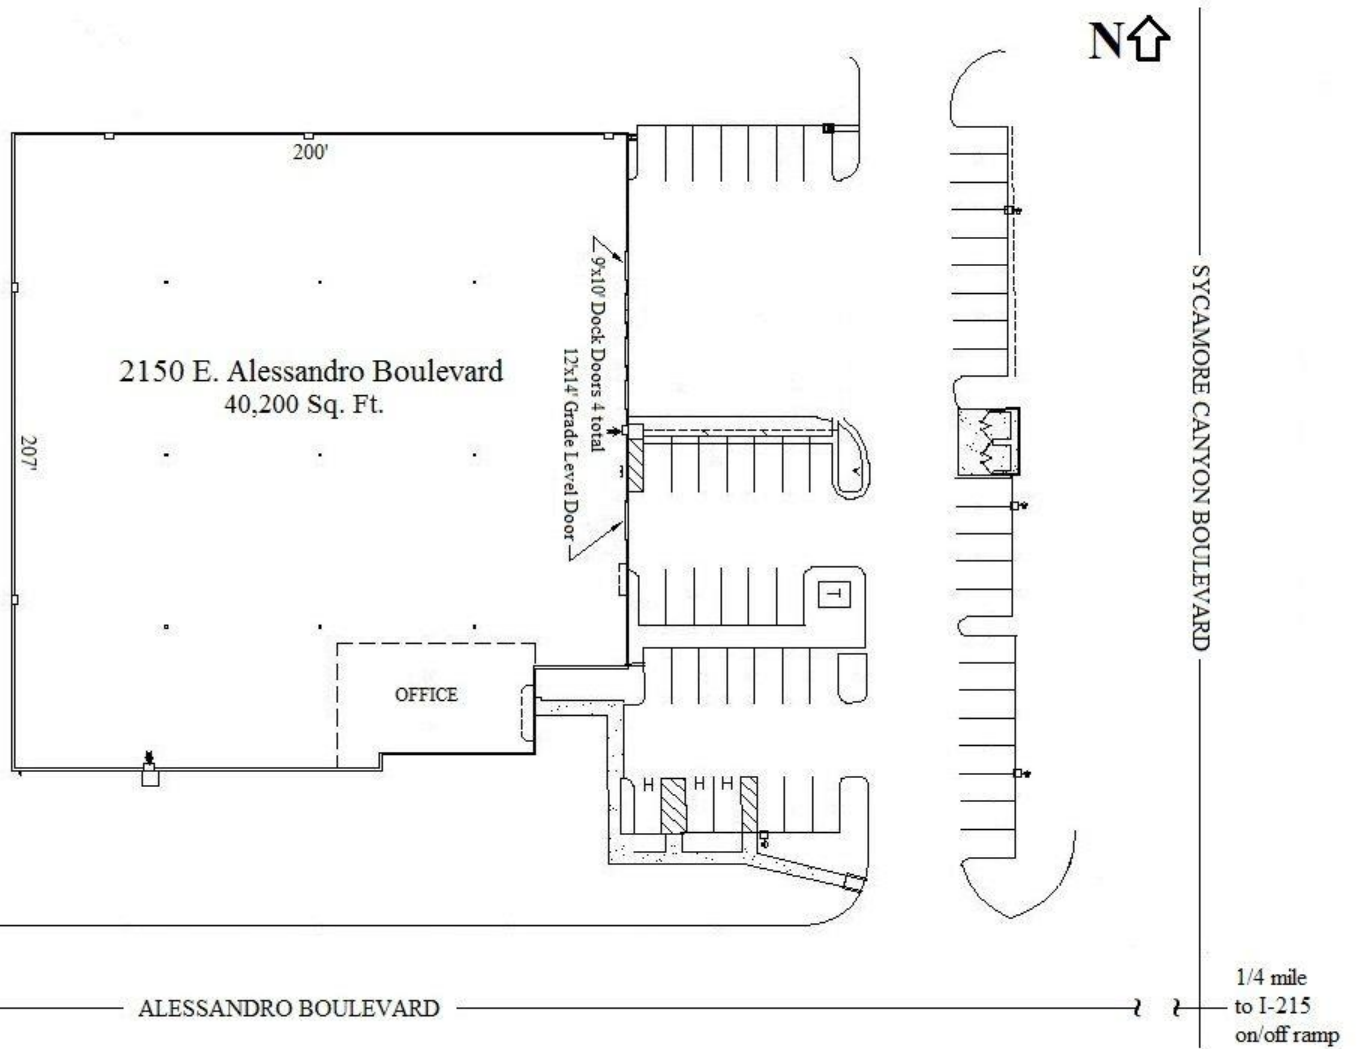 N
200'
9'x10' Dock Doors 4 total
12'x14' Grade Level Door
2150 E. Alessandro Boulevard
40,200 Sq. Ft.
207'
SYCAMORE CANYON BOULEVARD
T
OFFICE
H H H
ALESSANDRO BOULEVARD
1/4 mile
to I-215
on/off ramp